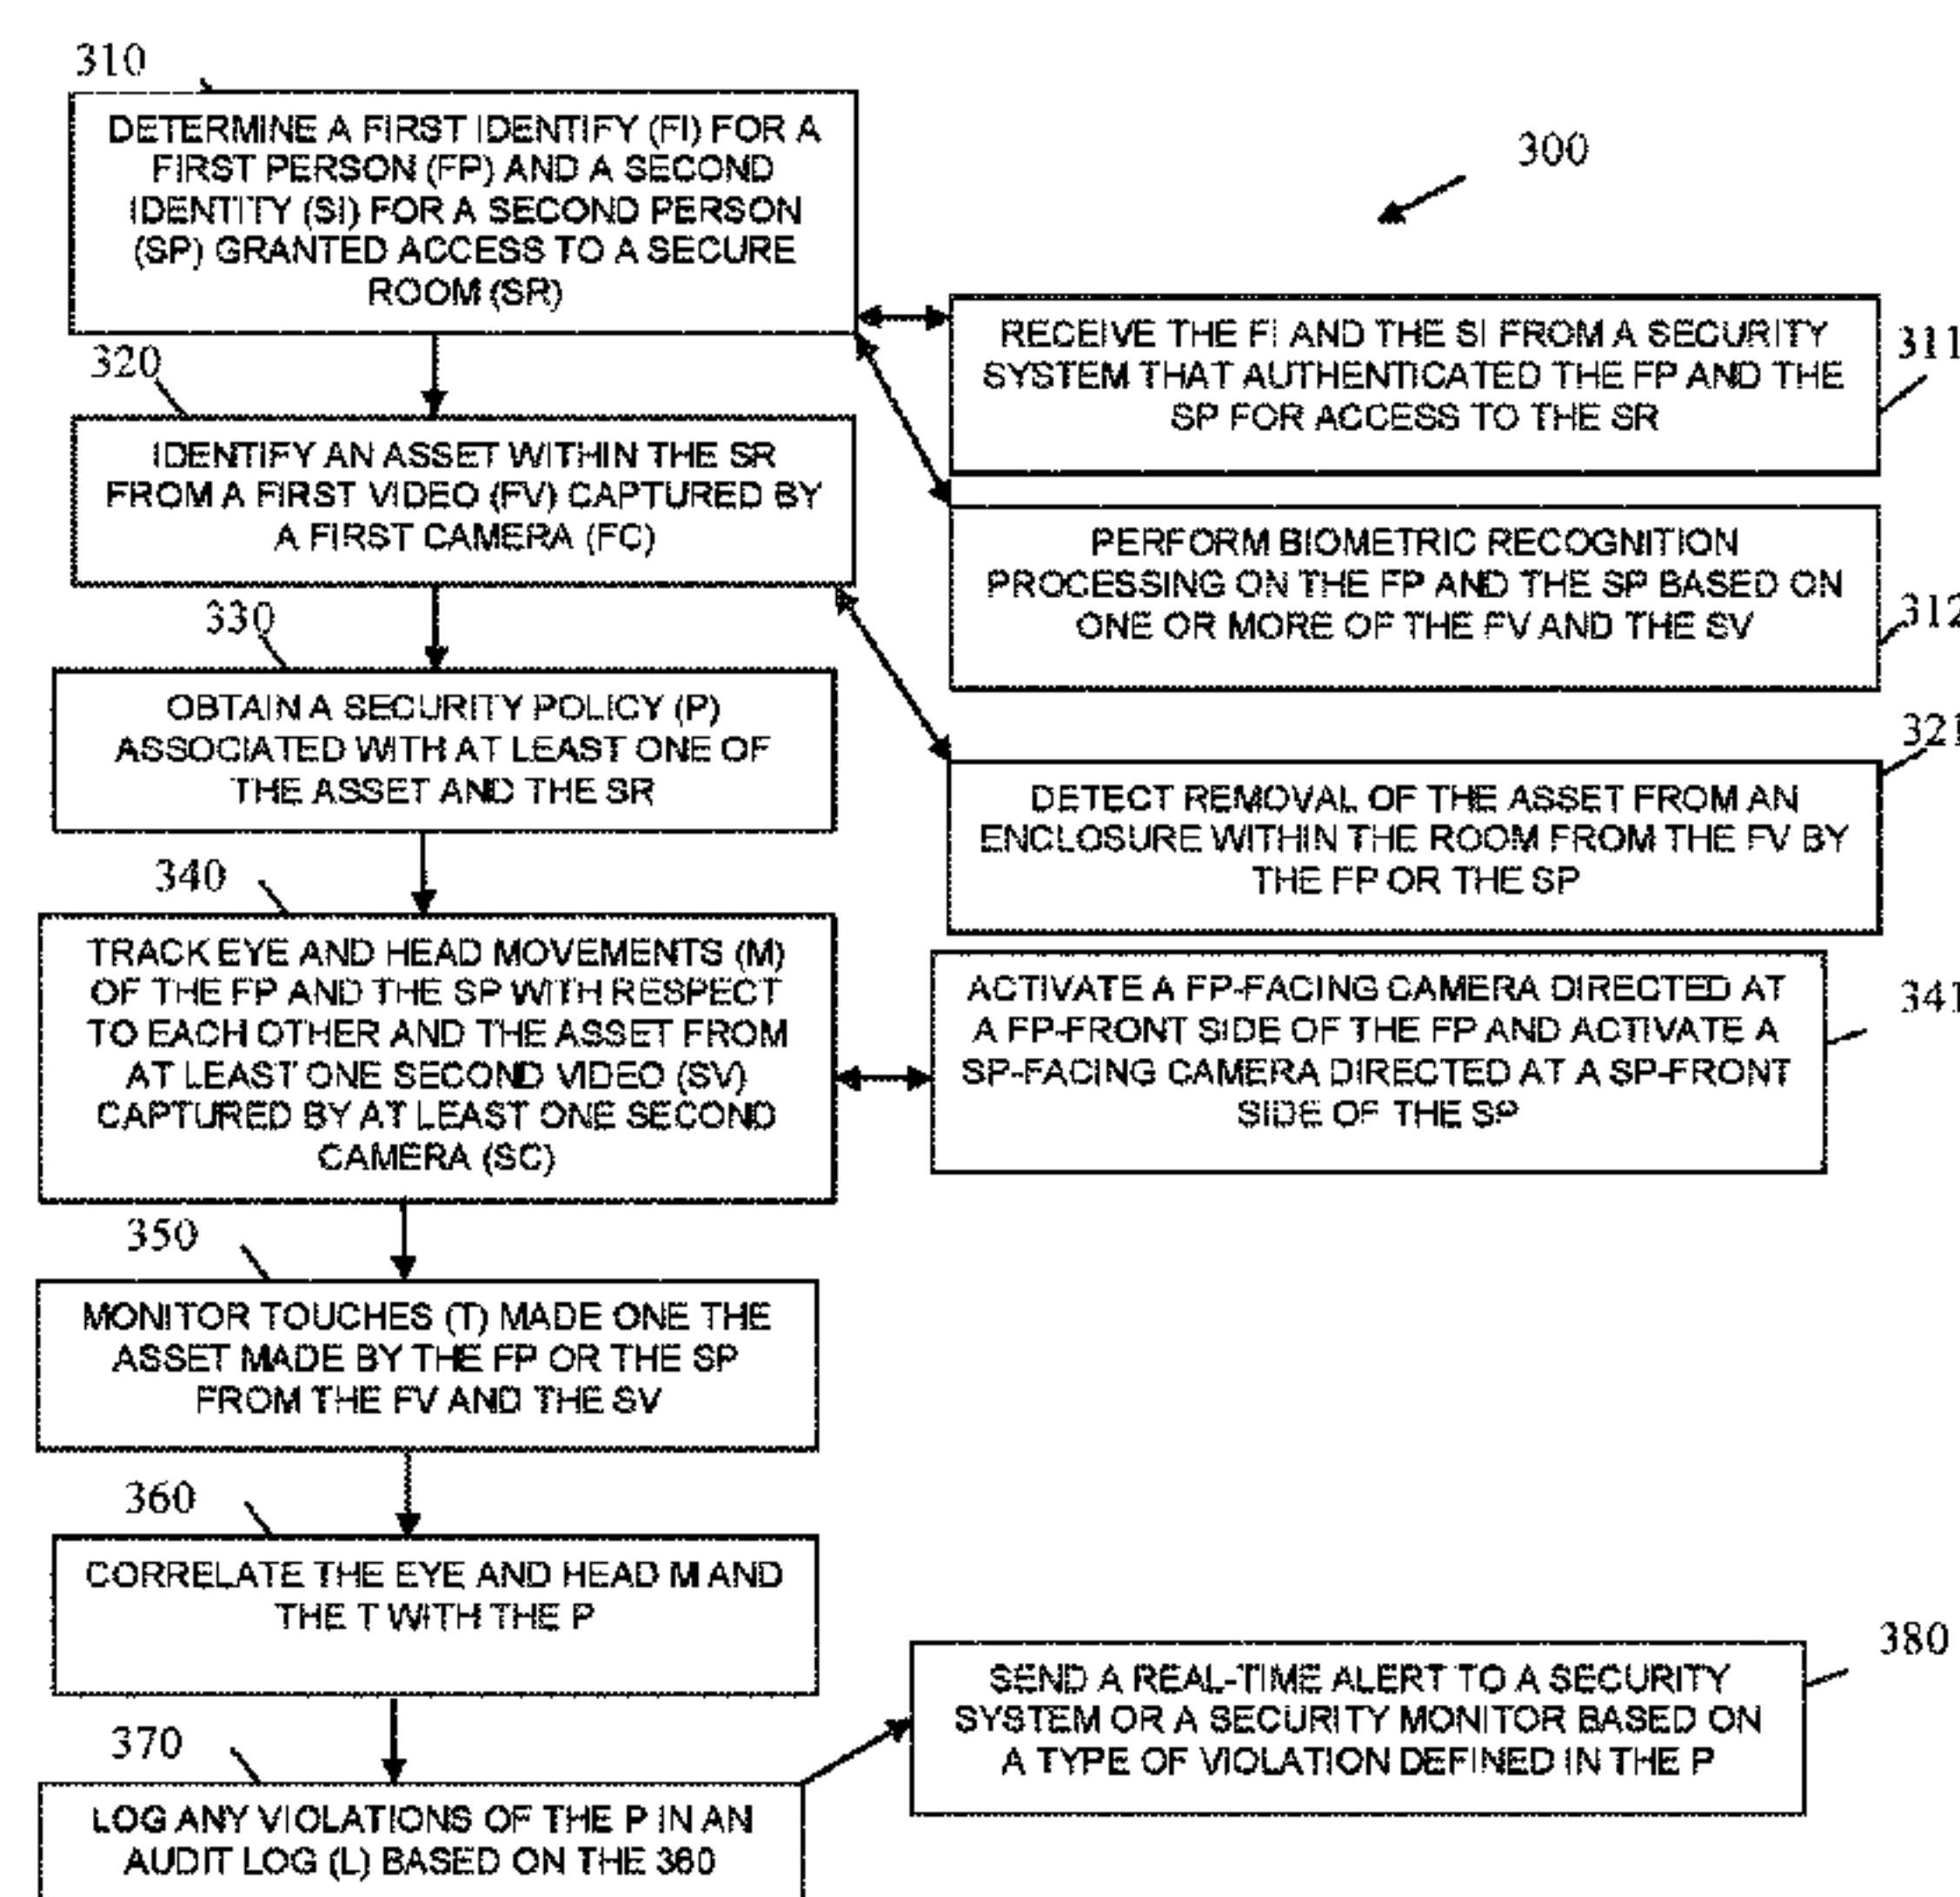 310
DETERMINE A FIRST IDENTIFY (FI) FOR A
FIRST PERSON (FP) AND A SECOND
IDENTITY (SI) FOR A SECOND PERSON
(SP) GRANTED ACCESS TO A SECURE
ROOM (SR)
300
RECEIVE THE FI AND THE SI FROM A SECURITY
SYSTEM THAT AUTHENTICATED THE FP AND THE
SP FOR ACCESS TO THE SR
311
320
IDENTIFY AN ASSET WITHIN THE SR
FROM A FIRST VIDEO (FV) CAPTURED BY
A FIRST CAMERA (FC)
PERFORM BIOMETRIC RECOGNITION
PROCESSING ON THE FP AND THE SP BASED ON
ONE OR MORE OF THE FV AND THE SV
312
330
OBTAIN A SECURITY POLICY (P)
ASSOCIATED WITH AT LEAST ONE OF
THE ASSET AND THE SR
321
DETECT REMOVAL OF THE ASSET FROM AN
ENCLOSURE WITHIN THE ROOM FROM THE FV BY
THE FP OR THE SP
340
TRACK EYE AND HEAD MOVEMENTS (M)
OF THE FP AND THE SP WITH RESPECT
TO EACH OTHER AND THE ASSET FROM
AT LEAST ONE SECOND VIDEO (SV)
CAPTURED BY AT LEAST ONE SECOND
CAMERA (SC)
ACTIVATE A FP-FACING CAMERA DIRECTED AT
A FP-FRONT SIDE OF THE FP AND ACTIVATE A
SP-FACING CAMERA DIRECTED AT A SP-FRONT
SIDE OF THE SP
341
350
MONITOR TOUCHES (T) MADE ONE THE
ASSET MADE BY THE FP OR THE SP
FROM THE FV AND THE SV
360
CORRELATE THE EYE AND HEAD M AND
THE T WITH THE P
380
SEND A REAL-TIME ALERT TO A SECURITY
SYSTEM OR A SECURITY MONITOR BASED ON
A TYPE OF VIOLATION DEFINED IN THE P
370
LOG ANY VIOLATIONS OF THE P IN AN
AUDIT LOG (L) BASED ON THE 360